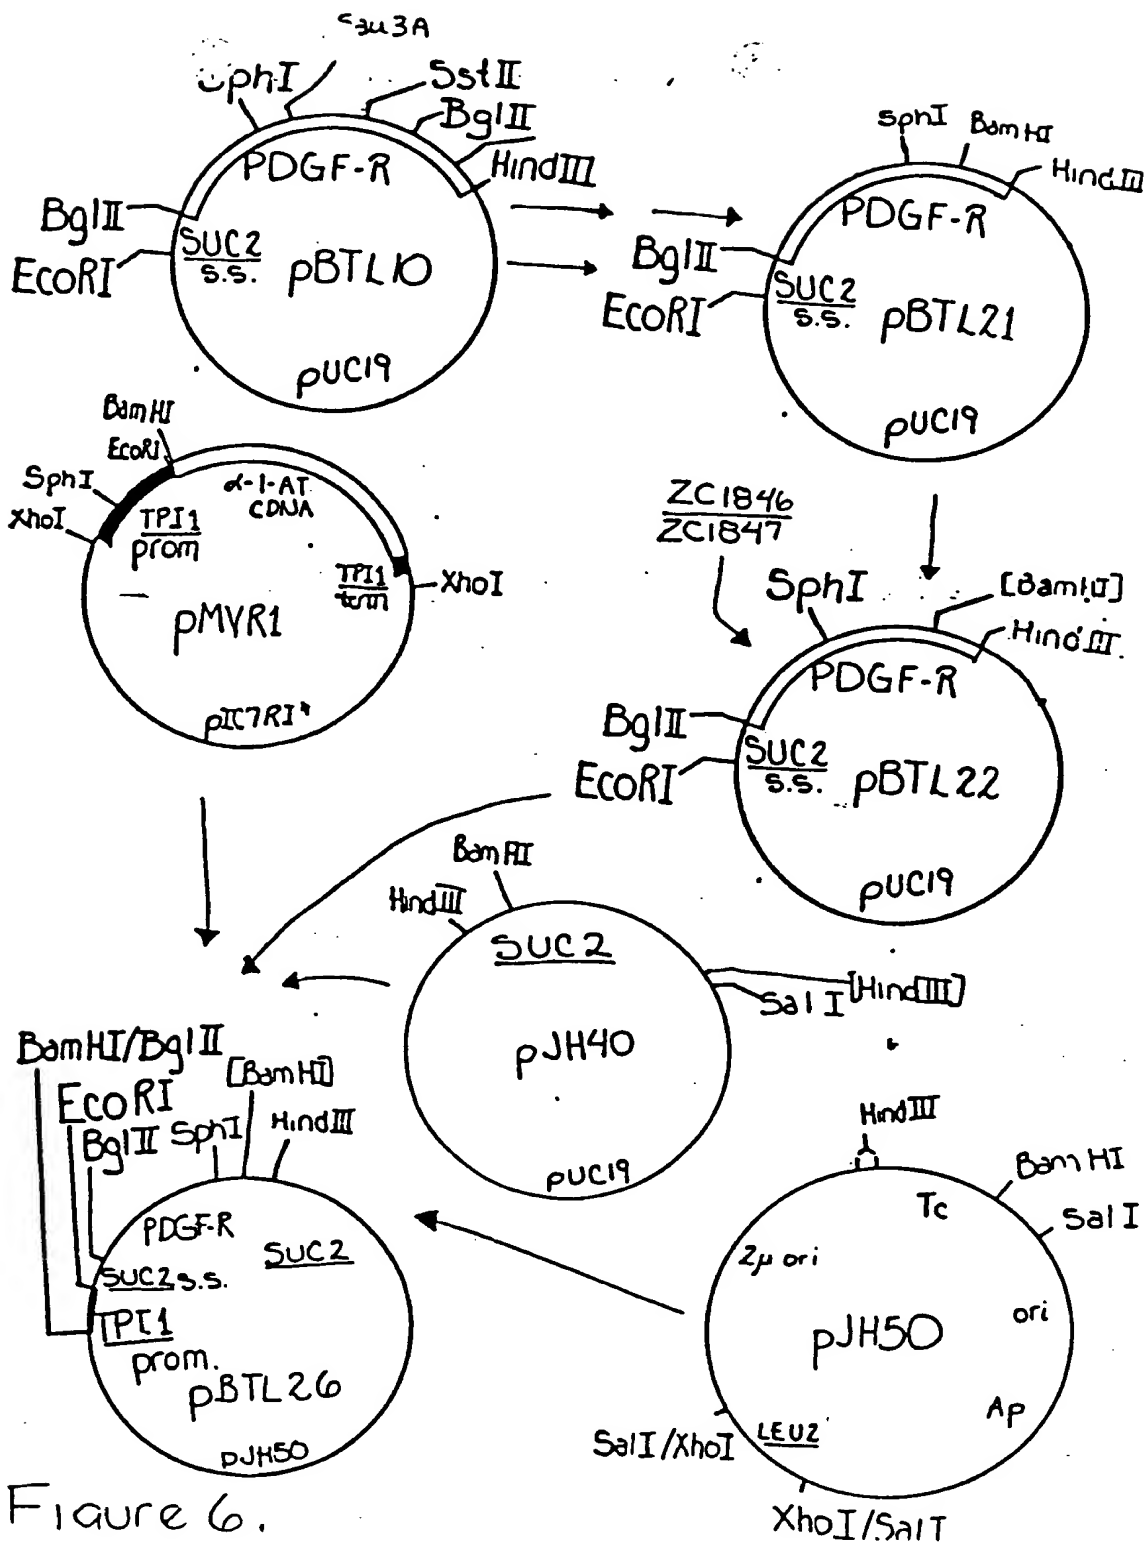 Sau3A
SphI
SstII
BglII
PDGF-R
HindIII
BglII
EcoRI
SUC2
s.s.
pBTL10
pUC19
SphI
BamHI
HindIII
PDGF-R
BglII
EcoRI
SUC2
s.s.
pBTL21
pUC19
BamHI
EcoRI
SphI
XhoI
α-1-AT
CDNA
TPI1
prom
TPI1
term
XhoI
pMVR1
pIC7RI*
ZC1846
ZC1847
SphI
[BamHI]
HindIII.
PDGF-R
BglII
EcoRI
SUC2
s.s.
pBTL22
pUC19
BamHI
HindIII
SUC2
[HindIII]
SalI
pJH40
pUC19
BamHI/BglII
[BamHI]
EcoRI
BglII
SphI
HindIII
PDGF-R
SUC2
SUC2 s.s.
TPI1
prom.
pBTL26
pJH50
HindIII
BamHI
SalI
Tc
2μ ori
ori
pJH50
Ap
SalI/XhoI
LEU2
XhoI/SalI
Figure 6.